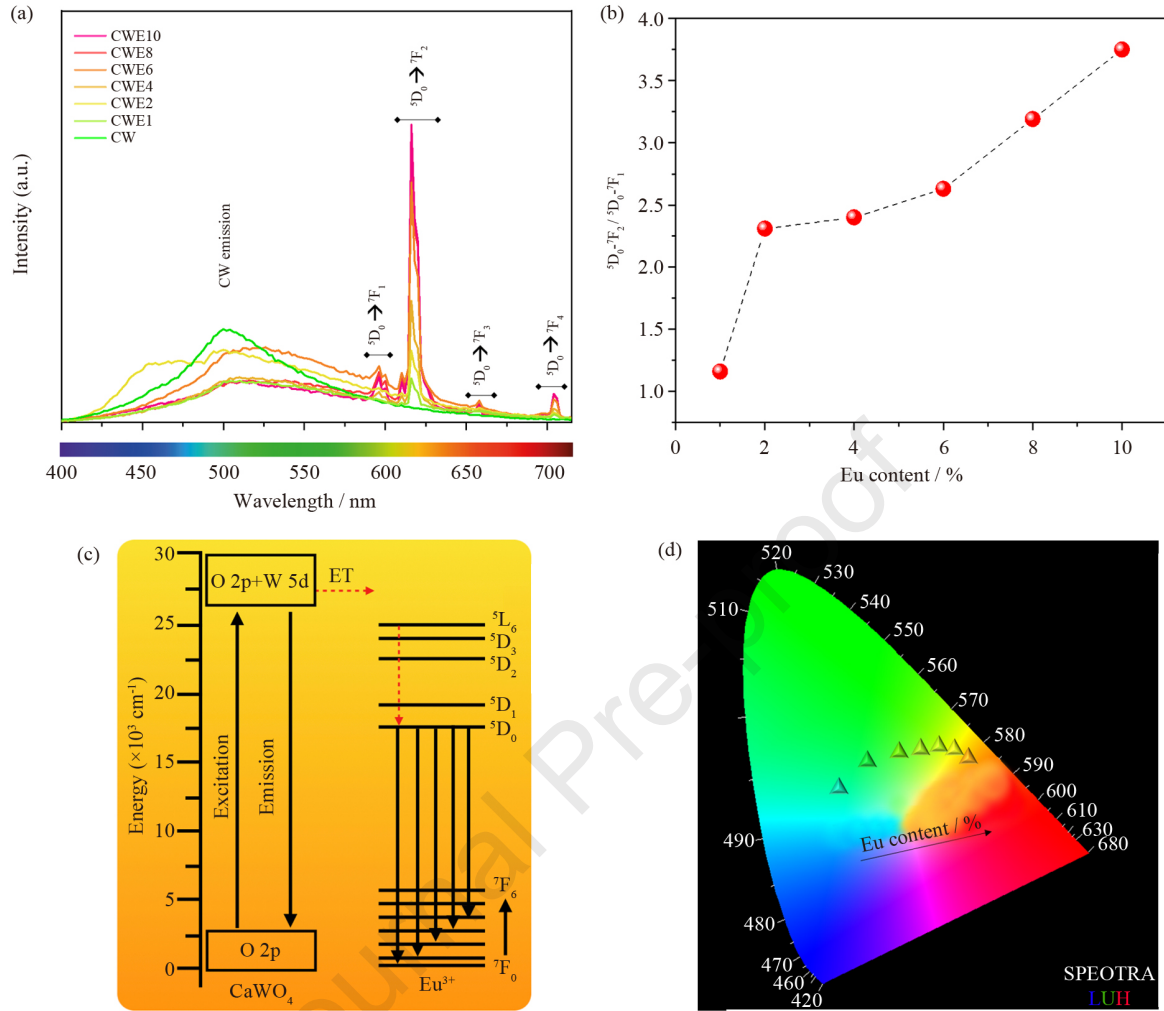 (a)
CWE10
CWE8
CWE6
CWE4
CWE2
CWE1
CW
Intensity (a.u.)
CW emission
⁵D₀→⁷F₁
⁵D₀→⁷F₂
⁵D₀→⁷F₃
⁵D₀→⁷F₄
400 450 500 550 600 650 700
Wavelength / nm
(b)
4.0
3.5
3.0
2.5
2.0
1.25
1.0
⁵D₀-⁷F₂ / ⁵D₀-⁷F₁
0 2 4 6 8 10
Eu content / %
(c)
30
25
20
15
10
5
0
Energy (×10³ cm⁻¹)
O 2p+W 5d
ET
Excitation
Emission
O 2p
CaWO₄
⁵L₆
⁵D₃
⁵D₂
⁵D₁
⁵D₀
⁷F₆
⁷F₀
Eu³⁺
(d)
520
530
510
540
550
560
570
580
590
600
610
630
680
490
480
470
460
420
Eu content / %
SPEOTRA
LUH
Journal Pre-proof